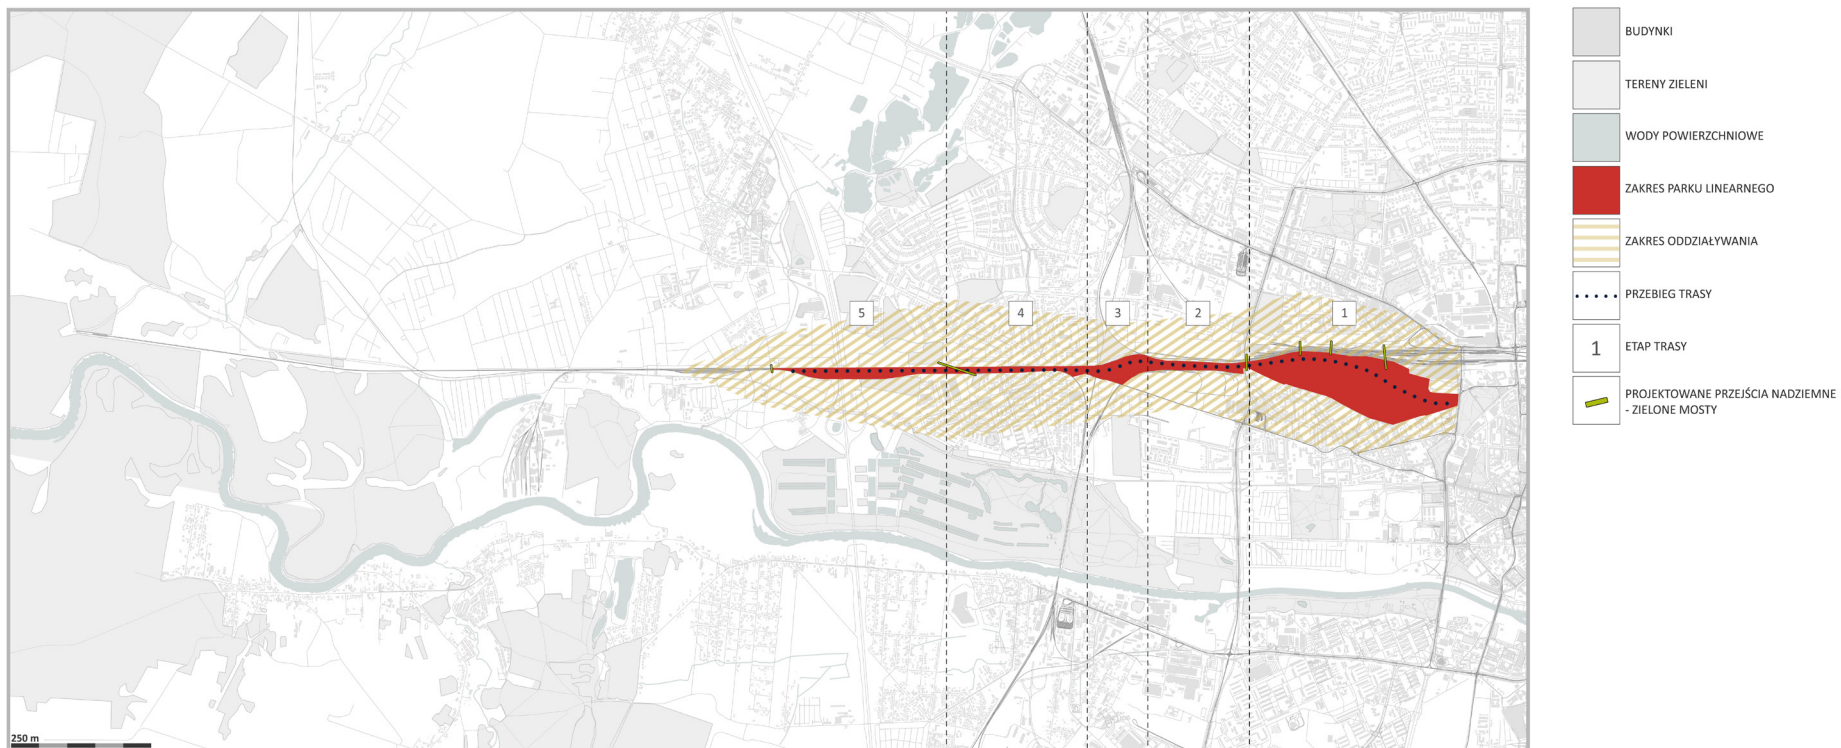 5
4
3
2
1
250 m
BUDYNKI
TERENY ZIELENI
WODY POWIERZCHNIOWE
ZAKRES PARKU LINEARNEGO
ZAKRES ODDZIAŁYWANIA
PRZEBIEG TRASY
1
ETAP TRASY
PROJEKTOWANE PRZEJŚCIA NADZIEMNE
- ZIELONE MOSTY